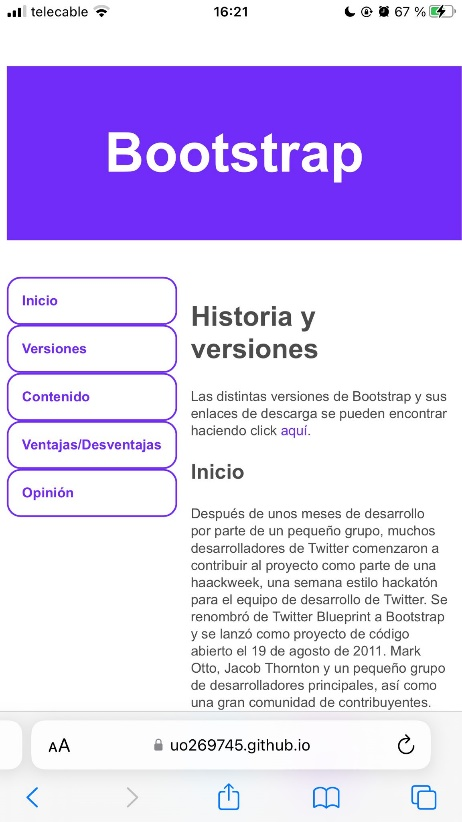 telecable 16:21 67 %
Bootstrap
Inicio
Versiones
Contenido
Ventajas/Desventajas
Opinión
Historia y
versiones
Las distintas versiones de Bootstrap y sus
enlaces de descarga se pueden encontrar
haciendo click aquí.
Inicio
Después de unos meses de desarrollo
por parte de un pequeño grupo, muchos
desarrolladores de Twitter comenzaron a
contribuir al proyecto como parte de una
haackweek, una semana estilo hackatón
para el equipo de desarrollo de Twitter. Se
renombró de Twitter Blueprint a Bootstrap
y se lanzó como proyecto de código
abierto el 19 de agosto de 2011. Mark
Otto, Jacob Thornton y un pequeño grupo
de desarrolladores principales, así como
una gran comunidad de contribuyentes.
AA uo269745.github.io